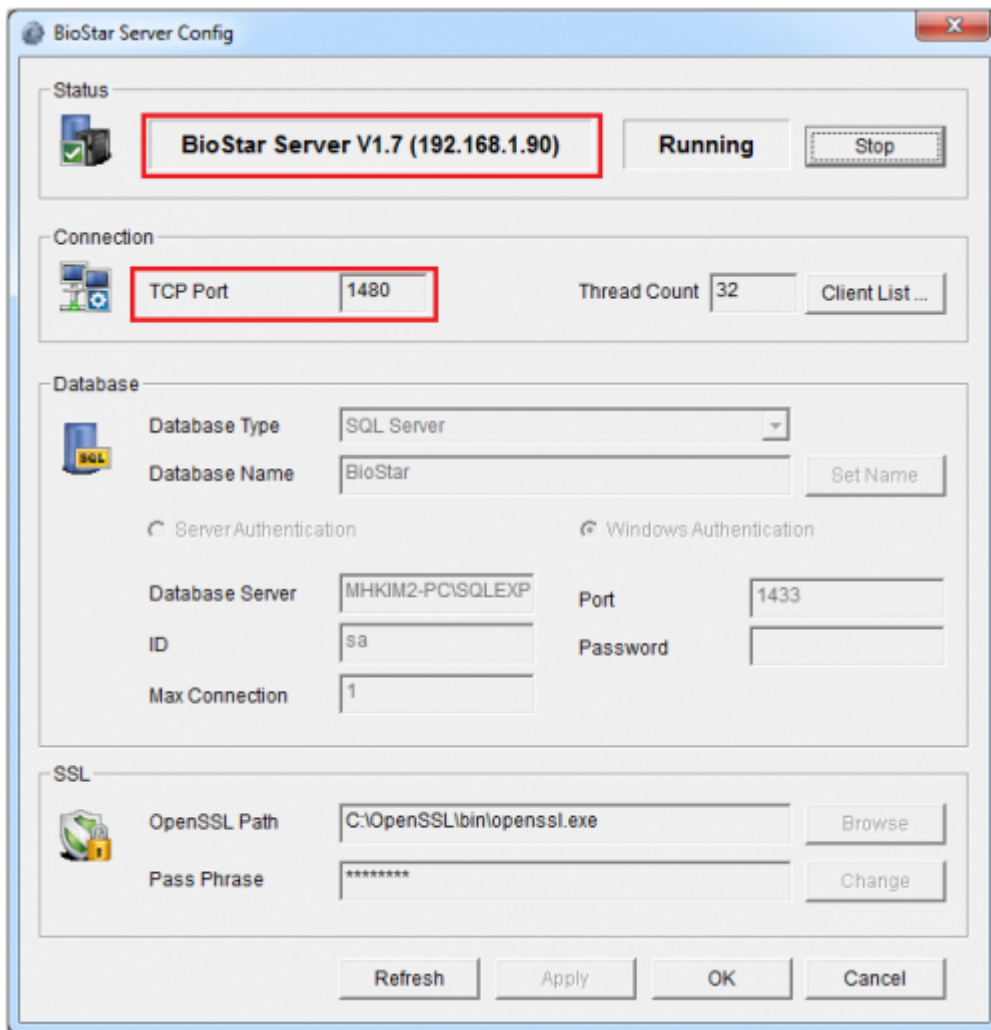 BioStar Server Config
Status
BioStar Server V1.7 (192.168.1.90) Running Stop
Connection
TCP Port 1480 Thread Count 32 Client List ...
Database
Database Type SQL Server
Database Name BioStar Set Name
Server Authentication Windows Authentication
Database Server MHKIM2-PC\SQLEXP Port 1433
ID sa Password
Max Connection 1
SSL
OpenSSL Path C:\OpenSSL\bin\openssl.exe Browse
Pass Phrase ******** Change
Refresh Apply OK Cancel